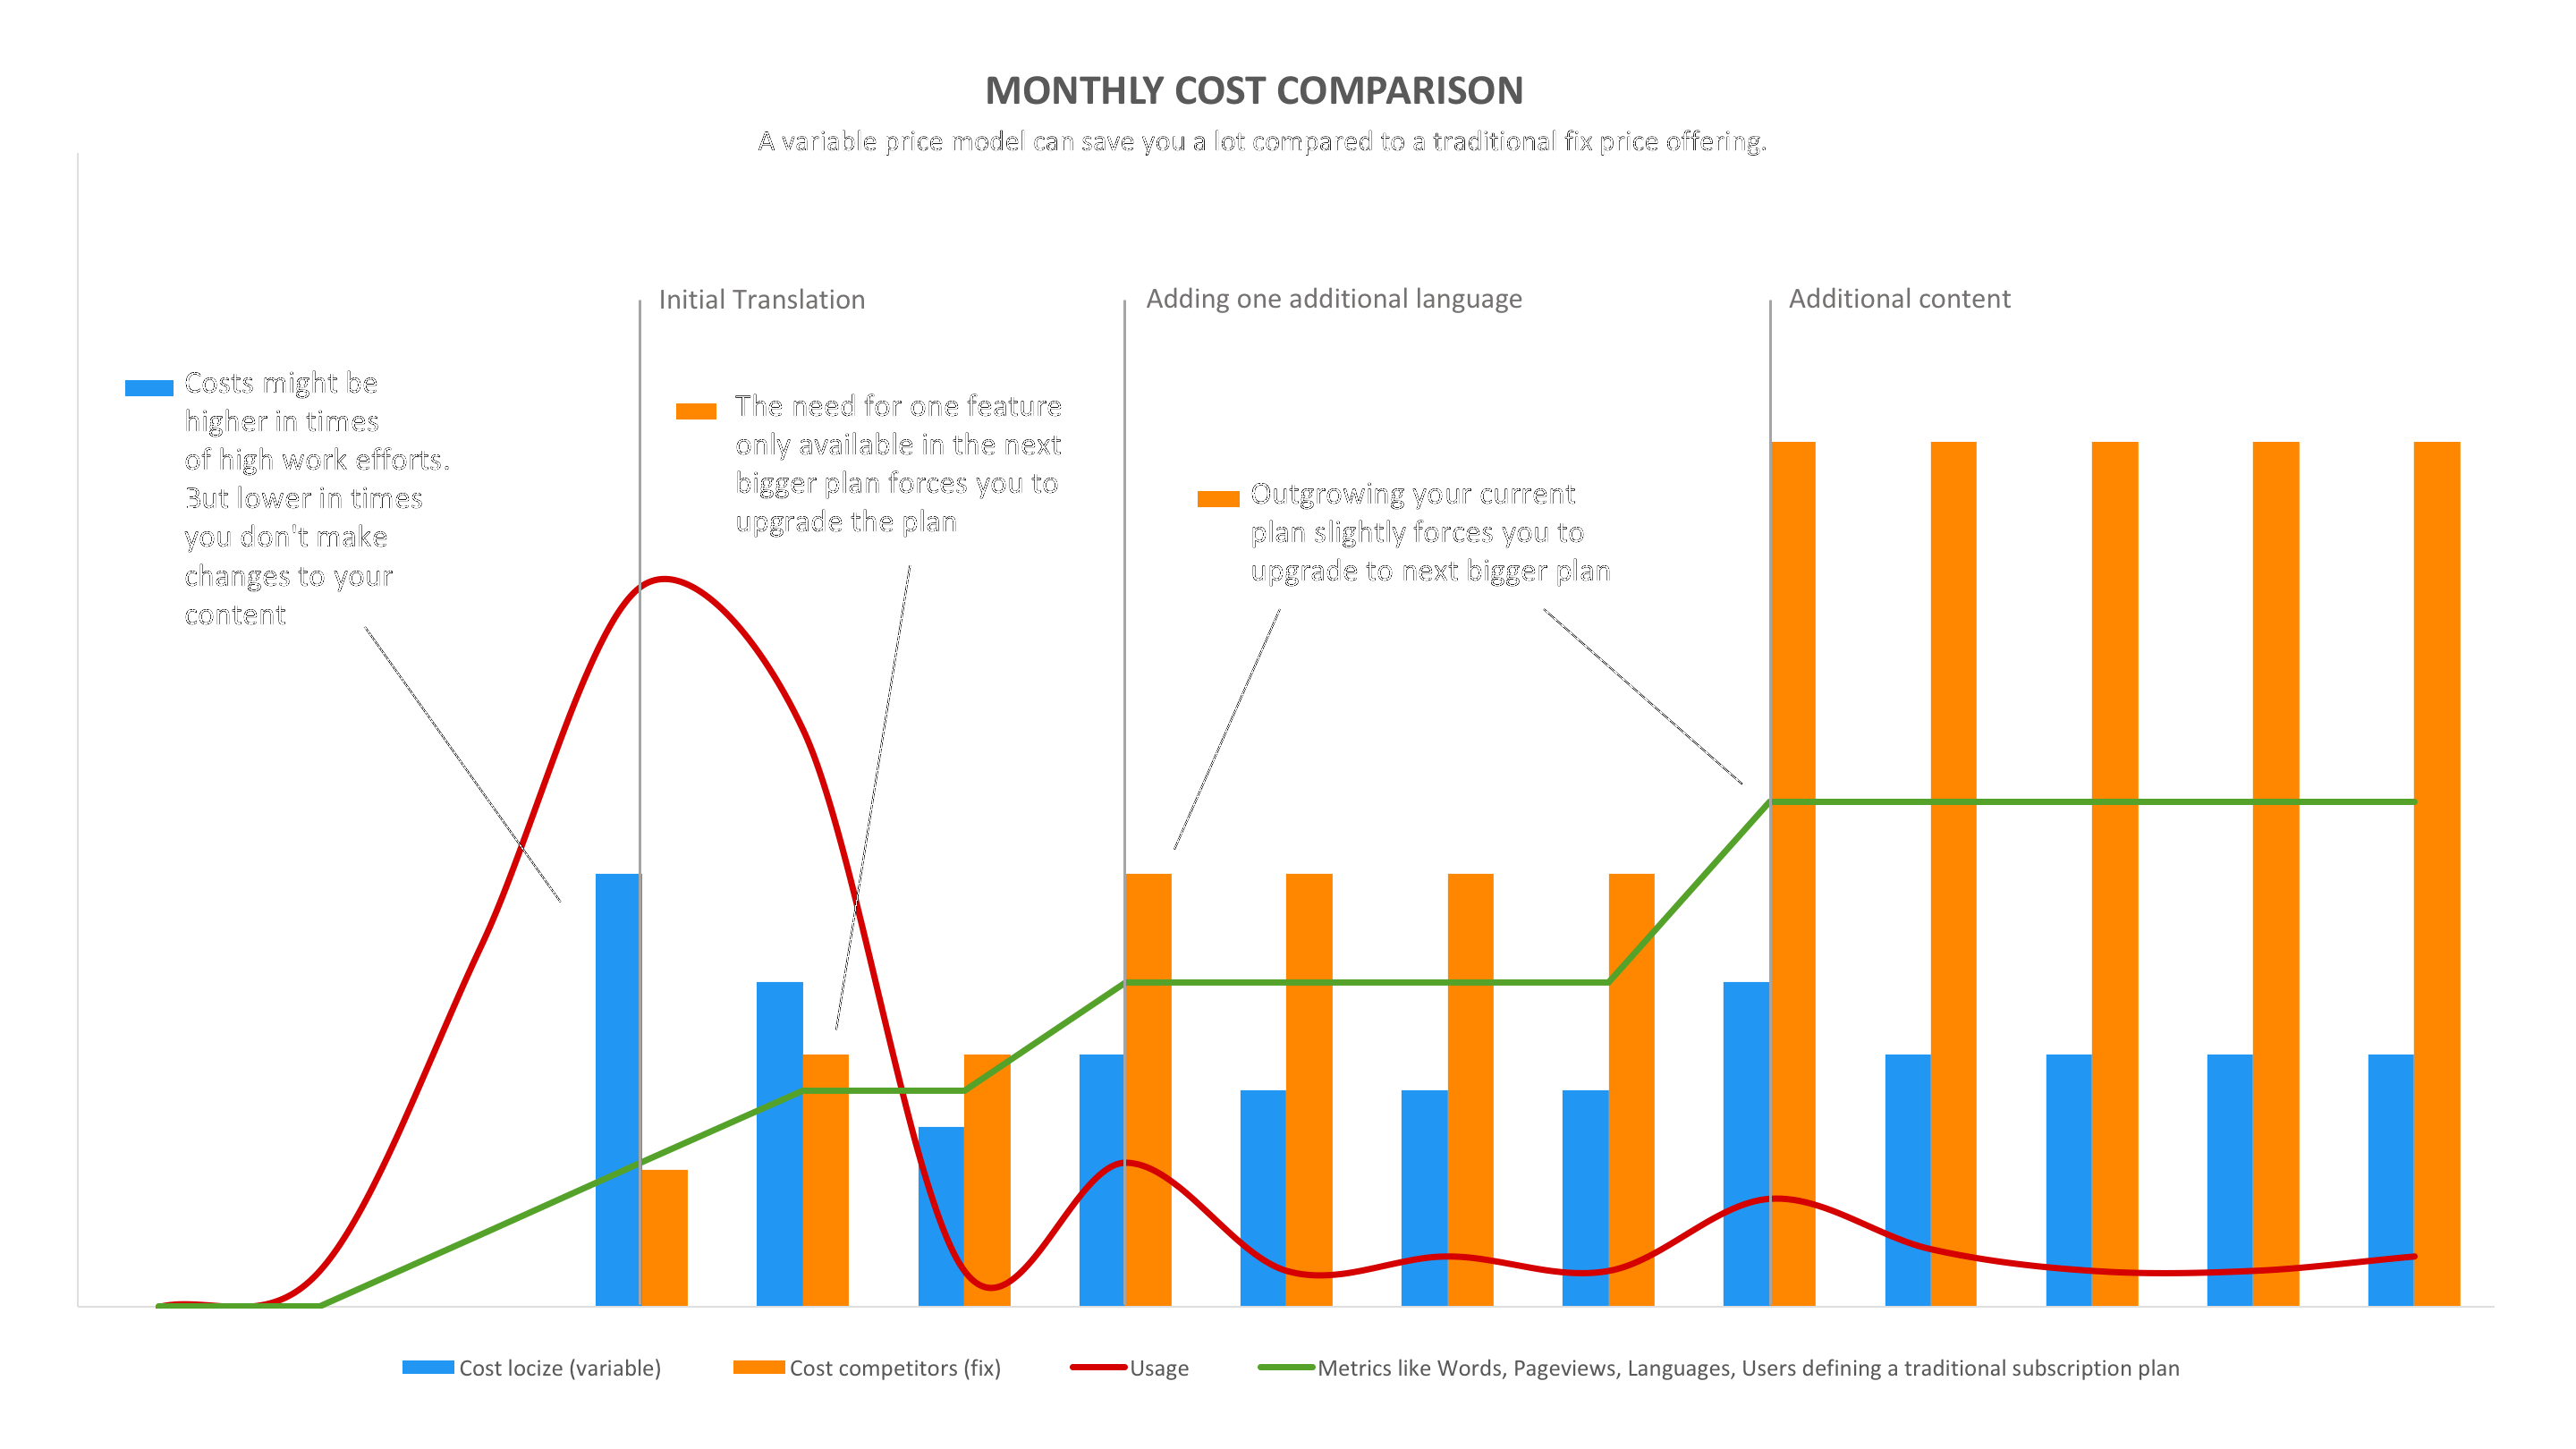 MONTHLY COST COMPARISON
A variable price model can save you a lot compared to a traditional fix price offering.
Initial Translation
Adding one additional language
Additional content
Costs might be
higher in times
of high work efforts.
But lower in times
you don't make
changes to your
content
The need for one feature
only available in the next
bigger plan forces you to
upgrade the plan
Outgrowing your current
plan slightly forces you to
upgrade to next bigger plan
Cost locize (variable)
Cost competitors (fix)
Usage
Metrics like Words, Pageviews, Languages, Users defining a traditional subscription plan